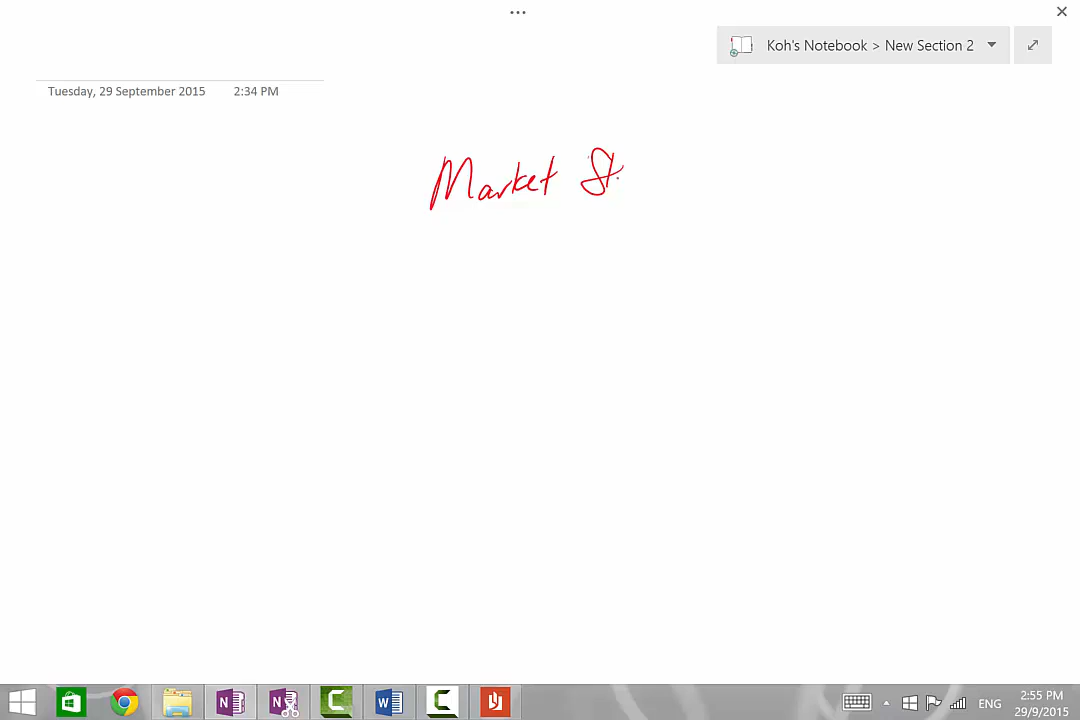 Koh's Notebook > New Section 2
Tuesday, 29 September 2015 2:34 PM
Market St.
ENG
2:55 PM
29/9/2015